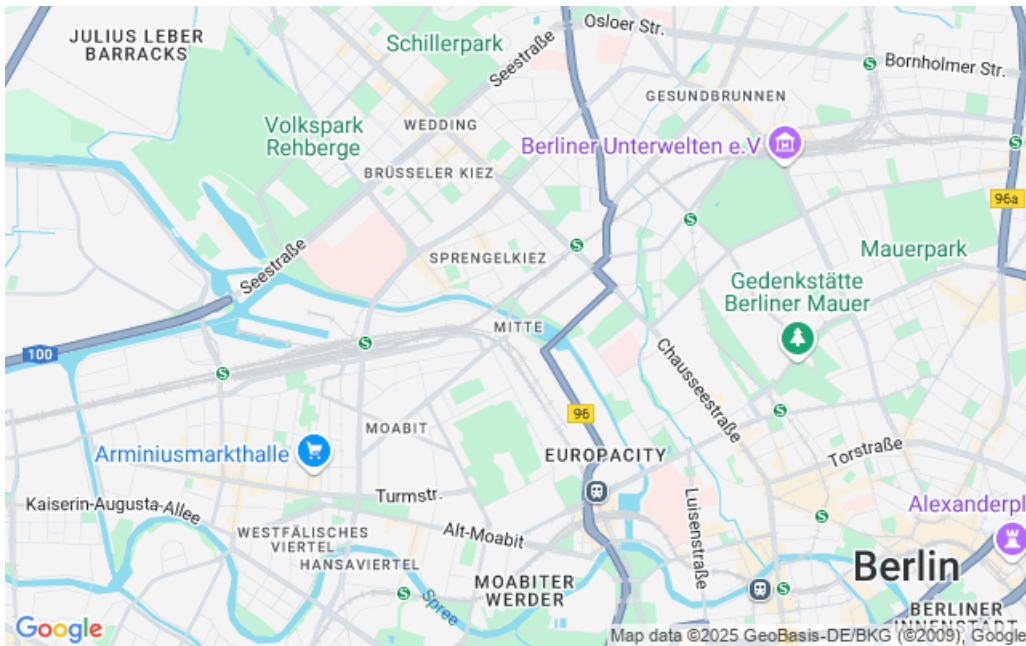 JULIUS LEBER
BARRACKS
Schillerpark
Osloer Str.
Seestraße
Bornholmer Str.
S
GESUNDBRUNNEN
Volkspark
Rehberge
WEDDING
Berliner Unterwelten e.V
S
BRÜSSELER KIEZ
96a
S
Seestraße
SPRENGELKIEZ
S
Mauerpark
Gedenkstätte
Berliner Mauer
MITTE
100
S
S
Chausseestraße
96
S
MOABIT
Arminiusmarkthalle
EUROPACITY
Torstraße
Kaiserin-Augusta-Allee
Turmstr.
Luisenstraße
Alexanderpl
S
WESTFÄLISCHES
VIERTEL
Alt-Moabit
HANSAVIERTEL
MOABITER
WERDER
Berlin
S
Spree
S
BERLINER
INNENSTADT
Google
Map data ©2025 GeoBasis-DE/BKG (©2009), Google